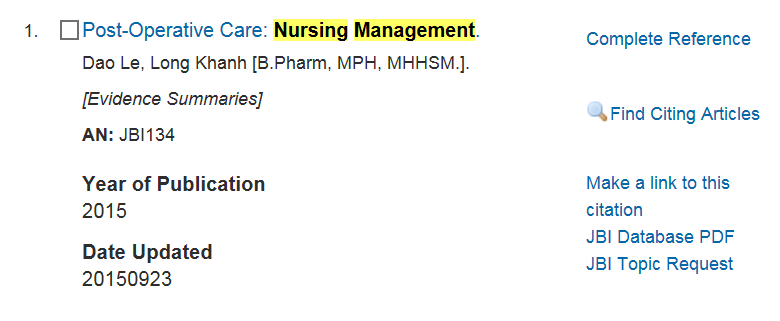 1. Post-Operative Care: Nursing Management.
Dao Le, Long Khanh [B.Pharm, MPH, MHHSM.].
[Evidence Summaries]
AN: JBI134
Year of Publication
2015
Date Updated
20150923
Complete Reference
Find Citing Articles
Make a link to this
citation
JBI Database PDF
JBI Topic Request